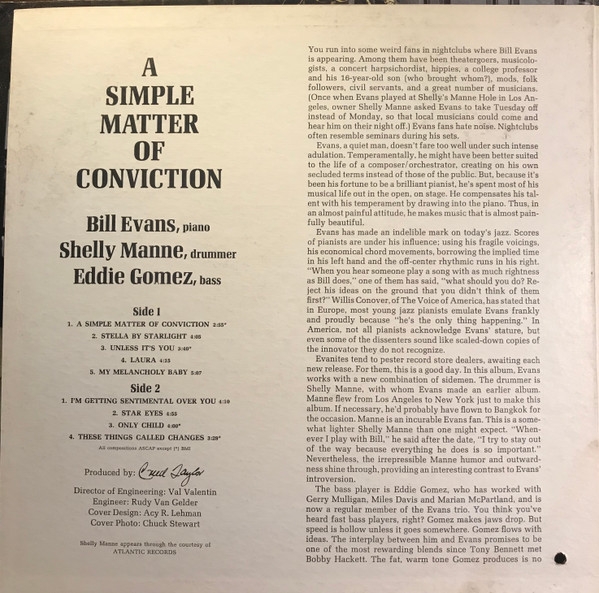 A
SIMPLE
MATTER
OF
CONVICTION
Bill Evans, piano
Shelly Manne, drummer
Eddie Gomez, bass
Side 1
1. A SIMPLE MATTER OF CONVICTION 3:25*
2. STELLA BY STARLIGHT 4:05
3. UNLESS IT'S YOU 3:40*
4. LAURA 4:25
5. MY MELANCHOLY BABY 5:07
Side 2
1. I'M GETTING SENTIMENTAL OVER YOU 4:19
2. STAR EYES 4:55
3. ONLY CHILD 4:00*
4. THESE THINGS CALLED CHANGES 3:28*
All compositions ASCAP except (*) BMI
Produced by: Creed Taylor
Director of Engineering: Val Valentin
Engineer: Rudy Van Gelder
Cover Design: Acy R. Lehman
Cover Photo: Chuck Stewart
Shelly Manne appears through the courtesy of
ATLANTIC RECORDS
You run into some weird fans in nightclubs where Bill Evans
is appearing. Among them have been theatergoers, musicolo-
gists, a concert harpsichordist, hippies, a college professor
and his 16-year-old son (who brought whom?), mods, folk
followers, civil servants, and a great number of musicians.
(Once when Evans played at Shelly's Manne Hole in Los An-
geles, owner Shelly Manne asked Evans to take Tuesday off
instead of Monday, so that local musicians could come and
hear him on their night off.) Evans fans hate noise. Nightclubs
often resemble seminars during his sets.
Evans, a quiet man, doesn't fare too well under such intense
adulation. Temperamentally, he might have been better suited
to the life of a composer/orchestrator, creating on his own
secluded terms instead of those of the public. But, because it's
been his fortune to be a brilliant pianist, he's spent most of his
musical life out in the open, on stage. He compensates his tal-
ent with his temperament by drawing into the piano. Thus, in
an almost painful attitude, he makes music that is almost pain-
fully beautiful.
Evans has made an indelible mark on today's jazz. Scores
of pianists are under his influence; using his fragile voicings,
his economical chord movements, borrowing the implied time
in his left hand and the off-center rhythmic runs in his right.
"When you hear someone play a song with as much rightness
as Bill does," one of them has said, "what should you do? Re-
ject his ideas on the ground that you didn't think of them
first?" Willis Conover, of The Voice of America, has stated that
in Europe, most young jazz pianists emulate Evans frankly
and proudly because "he's the only thing happening." In
America, not all pianists acknowledge Evans' stature, but
even some of the dissenters sound like scaled-down copies of
the innovator they do not recognize.
Evanites tend to pester record store dealers, awaiting each
new release. For them, this is a good day. In this album, Evans
works with a new combination of sidemen. The drummer is
Shelly Manne, with whom Evans made an earlier album.
Manne flew from Los Angeles to New York just to make this
album. If necessary, he'd probably have flown to Bangkok for
the occasion. Manne is an incurable Evans fan. This is a some-
what lighter Shelly Manne than one might expect. "When-
ever I play with Bill," he said after the date, "I try to stay out
of the way because everything he does is so important."
Nevertheless, the irrepressible Manne humor and outward-
ness shine through, providing an interesting contrast to Evans'
introversion.
The bass player is Eddie Gomez, who has worked with
Gerry Mulligan, Miles Davis and Marian McPartland, and is
now a regular member of the Evans trio. You think you've
heard fast bass players, right? Gomez makes jaws drop. But
speed is hollow unless it goes somewhere. Gomez flows with
ideas. The interplay between him and Evans promises to be
one of the most rewarding blends since Tony Bennett met
Bobby Hackett. The fat, warm tone Gomez produces is no